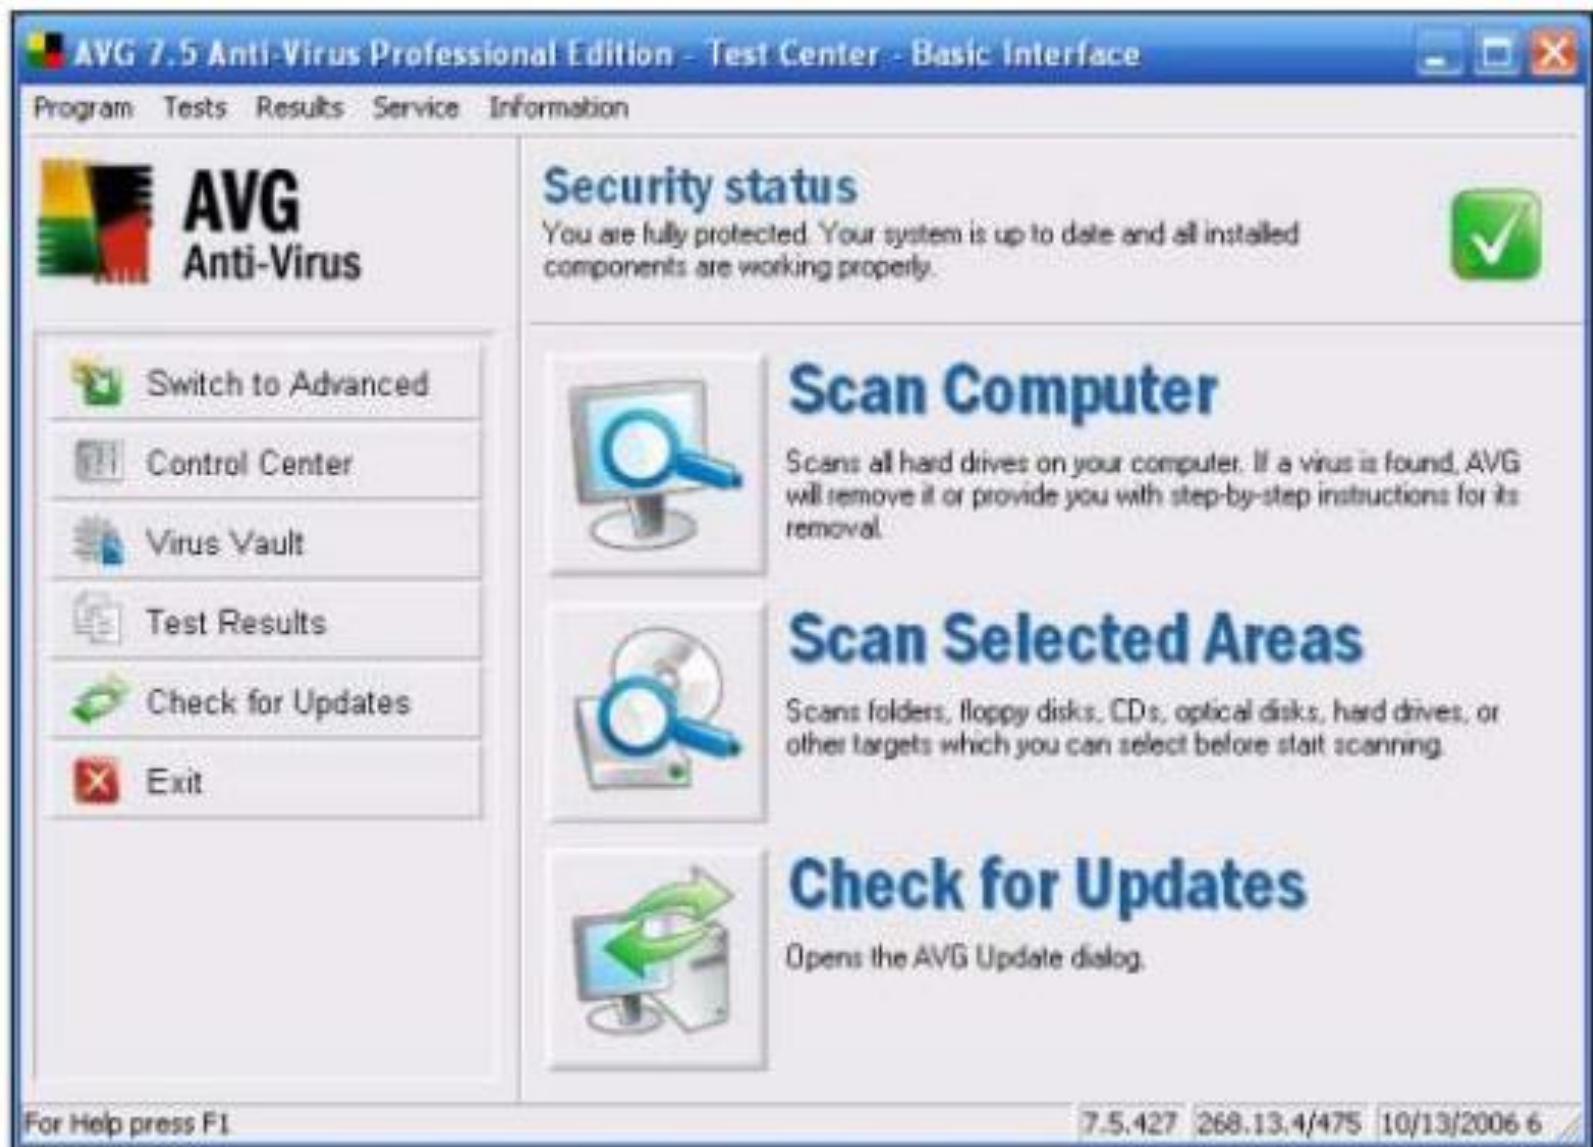 AVG 7.5 Anti-Virus Professional Edition - Test Center - Basic Interface
Program Tests Results Service Information
AVG
Anti-Virus
Security status
You are fully protected. Your system is up to date and all installed
components are working properly.
Switch to Advanced
Control Center
Virus Vault
Test Results
Check for Updates
Exit
Scan Computer
Scans all hard drives on your computer. If a virus is found, AVG
will remove it or provide you with step-by-step instructions for its
removal.
Scan Selected Areas
Scans folders, floppy disks, CDs, optical disks, hard drives, or
other targets which you can select before start scanning.
Check for Updates
Opens the AVG Update dialog.
For Help press F1
7.5.427 268.13.4/475 10/13/2006 6